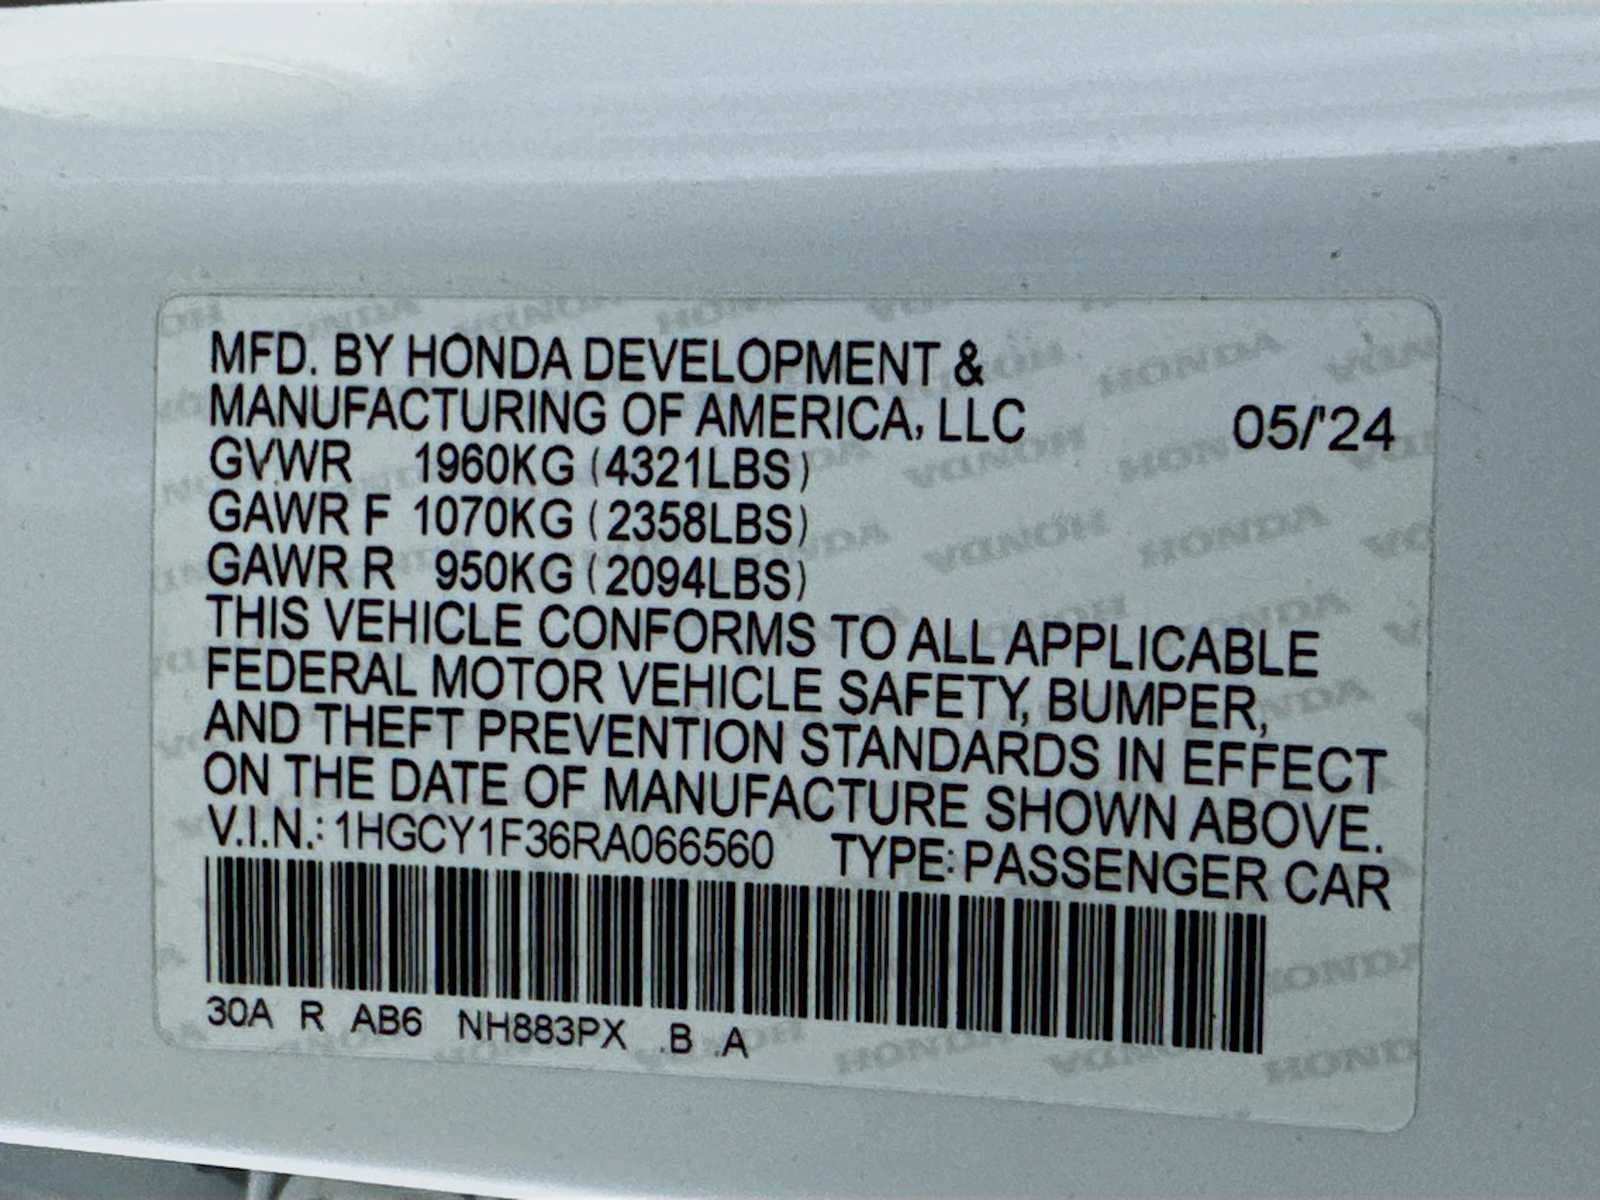 MFD. BY HONDA DEVELOPMENT &
MANUFACTURING OF AMERICA, LLC 05/'24
GVWR 1960KG (4321LBS)
GAWR F 1070KG (2358LBS)
GAWR R 950KG (2094LBS)
THIS VEHICLE CONFORMS TO ALL APPLICABLE
FEDERAL MOTOR VEHICLE SAFETY, BUMPER,
AND THEFT PREVENTION STANDARDS IN EFFECT
ON THE DATE OF MANUFACTURE SHOWN ABOVE.
V.I.N.: 1HGCY1F36RA066560 TYPE: PASSENGER CAR
30A R AB6 NH883PX .B .A